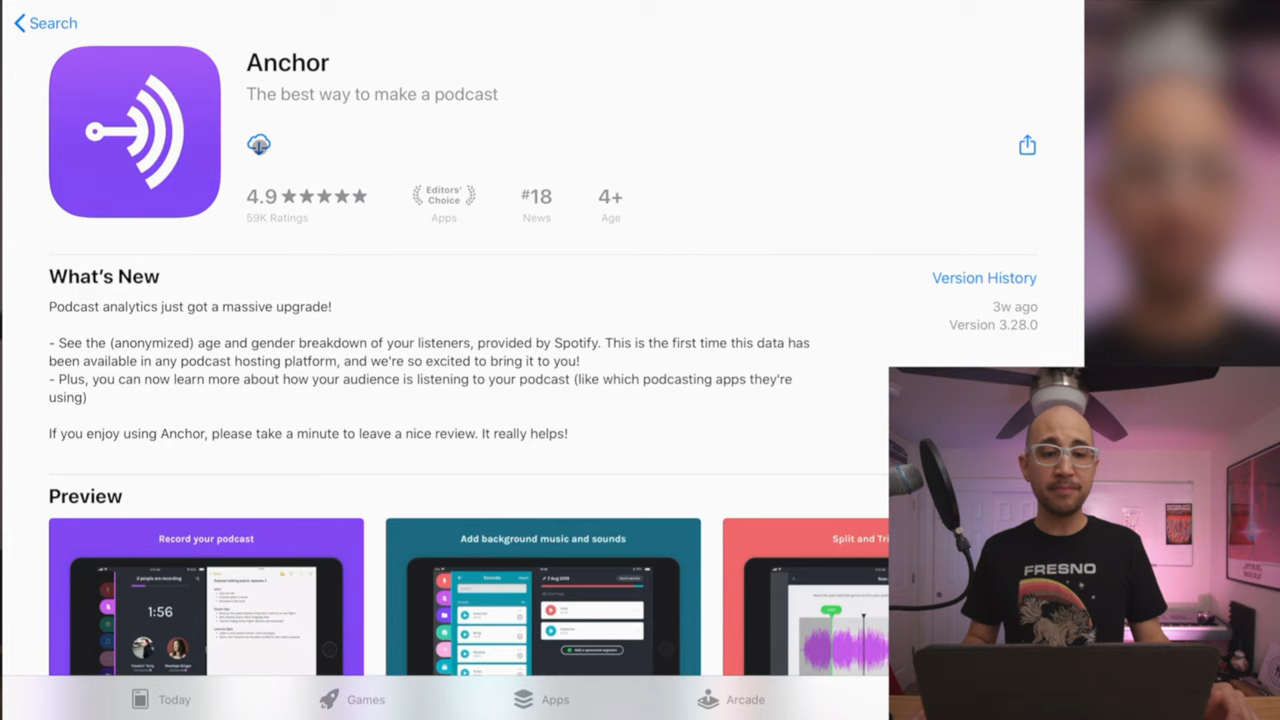 Search
Anchor
The best way to make a podcast
4.9
59K Ratings
Editors'
Choice
Apps
#18
News
4+
Age
What's New
Version History
Podcast analytics just got a massive upgrade!
3w ago
Version 3.28.0
- See the (anonymized) age and gender breakdown of your listeners, provided by Spotify. This is the first time this data has
been available in any podcast hosting platform, and we're so excited to bring it to you!
- Plus, you can now learn more about how your audience is listening to your podcast (like which podcasting apps they're
using)
If you enjoy using Anchor, please take a minute to leave a nice review. It really helps!
Preview
Record your podcast
Add background music and sounds
Split and Tri
2 people are recording
1:56
Sounds
FRESNO
Today
Games
Apps
Arcade